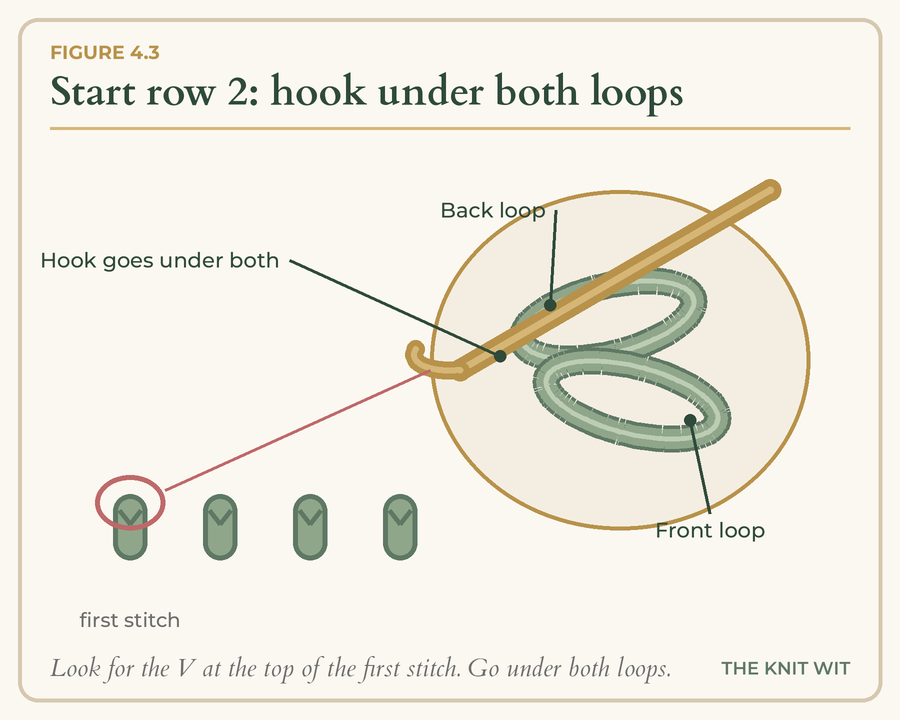 FIGURE 4.3
Start row 2: hook under both loops
Back loop
Hook goes under both
Front loop
first stitch
Look for the V at the top of the first stitch. Go under both loops.
THE KNIT WIT